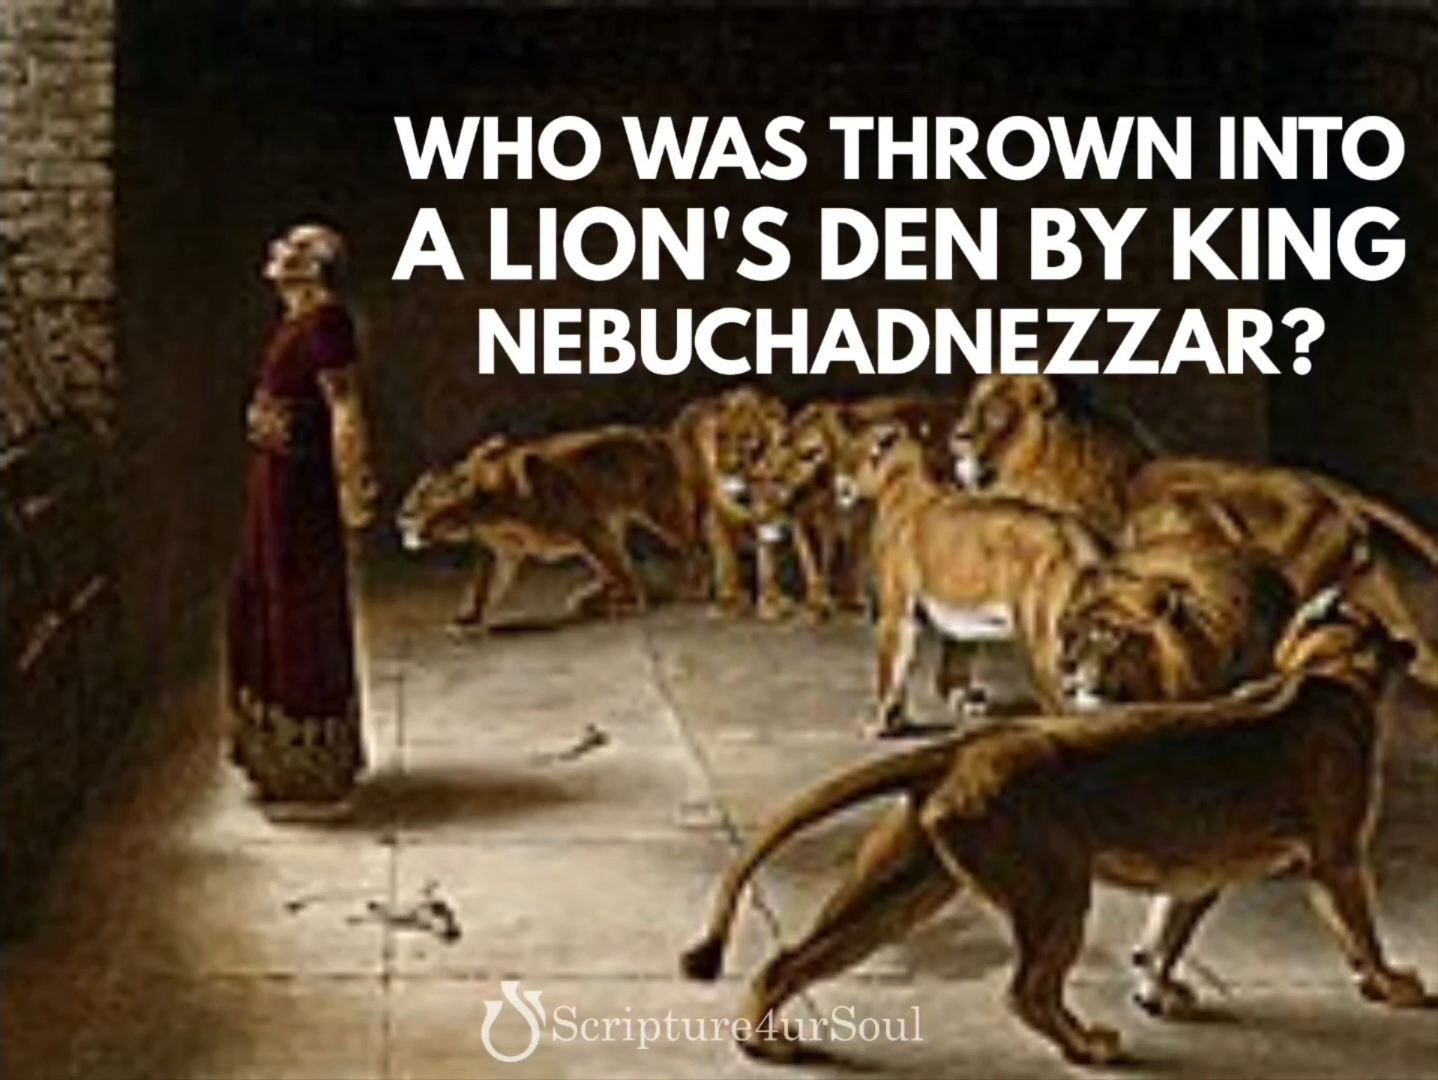 WHO WAS THROWN INTO
A LION'S DEN BY KING
NEBUCHADNEZZAR?
Scripture4urSoul